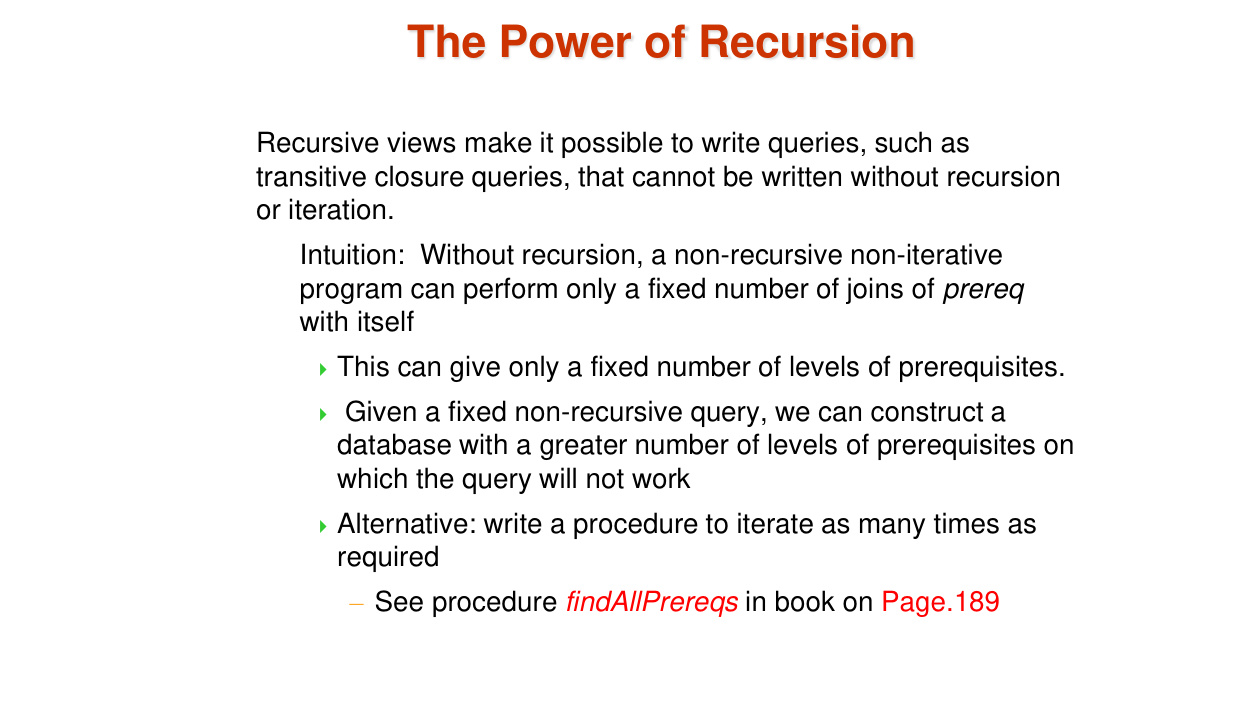 The Power of Recursion
Recursive views make it possible to write queries, such as
transitive closure queries, that cannot be written without recursion
or iteration.
Intuition:  Without recursion, a non-recursive non-iterative
program can perform only a fixed number of joins of prereq
with itself
This can give only a fixed number of levels of prerequisites.
Given a fixed non-recursive query, we can construct a
database with a greater number of levels of prerequisites on
which the query will not work
Alternative: write a procedure to iterate as many times as
required
– See procedure findAllPrereqs in book on Page.189